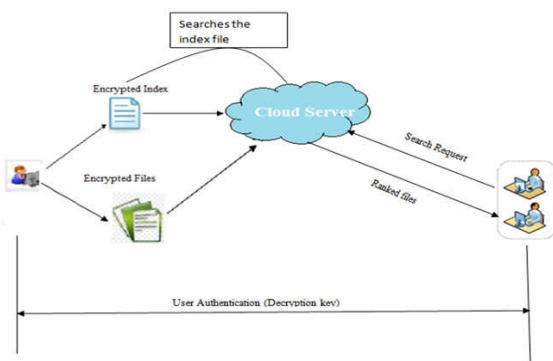 Searches the
index file
Encrypted Index
Cloud Server
Search Request
Encrypted Files
Ranked files
User Authentication (Decryption key)